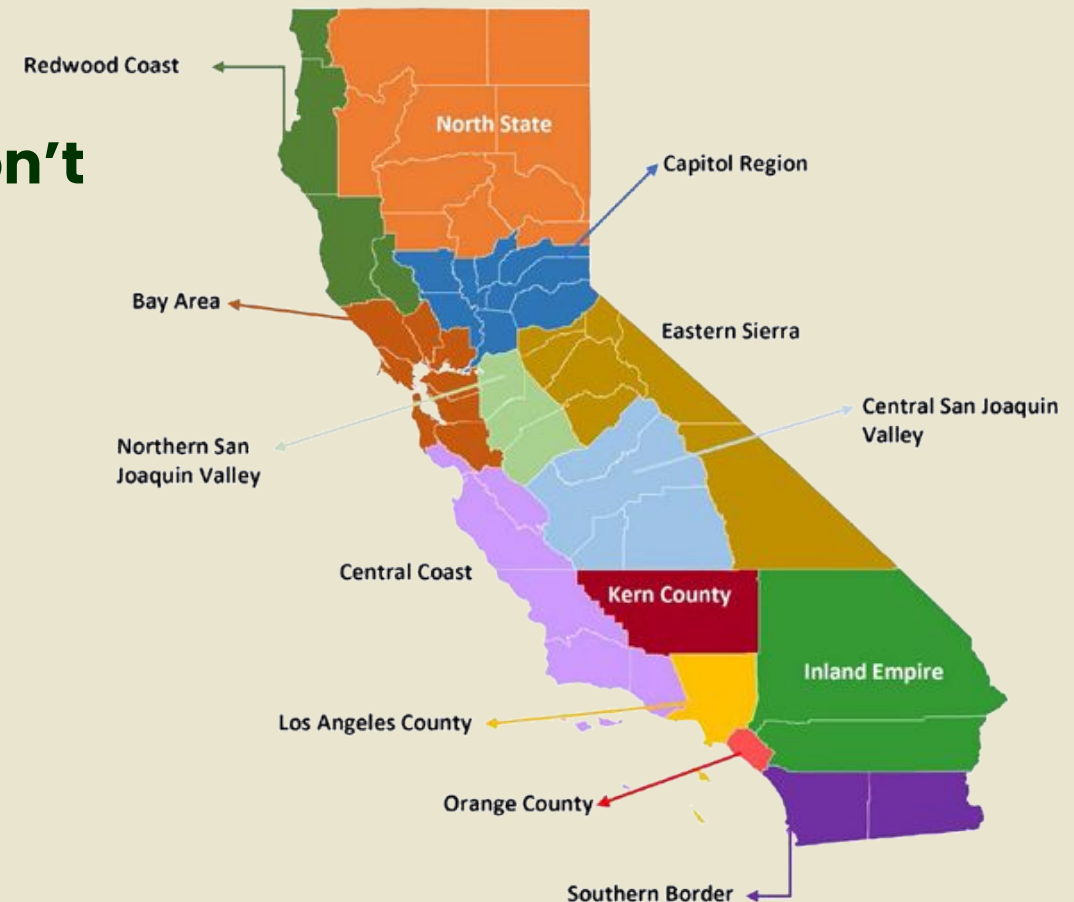 Redwood Coast
North State
on't
Capitol Region
Bay Area
Eastern Sierra
Central San Joaquin
Valley
Northern San
Joaquin Valley
Central Coast
Kern County
Inland Empire
Los Angeles County
Orange County
Southern Border